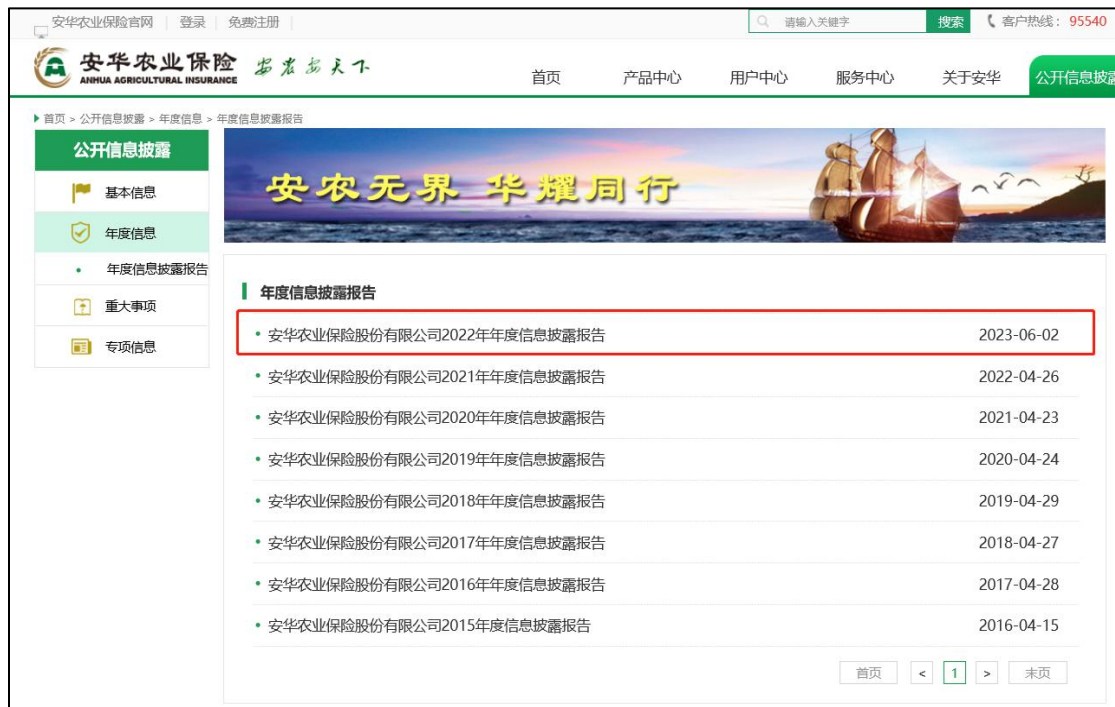 安华农业保险官网 登录 免费注册 请输入关键字 搜索 客户热线：95540
安华农业保险 安农安天下
ANHUA AGRICULTURAL INSURANCE
首页 产品中心 用户中心 服务中心 关于安华 公开信息披露
首页 > 公开信息披露 > 年度信息 > 年度信息披露报告
公开信息披露
基本信息
年度信息
年度信息披露报告
重大事项
专项信息
安农无界 华耀同行
年度信息披露报告
安华农业保险股份有限公司2022年年度信息披露报告 2023-06-02
安华农业保险股份有限公司2021年年度信息披露报告 2022-04-26
安华农业保险股份有限公司2020年年度信息披露报告 2021-04-23
安华农业保险股份有限公司2019年年度信息披露报告 2020-04-24
安华农业保险股份有限公司2018年年度信息披露报告 2019-04-29
安华农业保险股份有限公司2017年年度信息披露报告 2018-04-27
安华农业保险股份有限公司2016年年度信息披露报告 2017-04-28
安华农业保险股份有限公司2015年度信息披露报告 2016-04-15
首页 < 1 > 末页